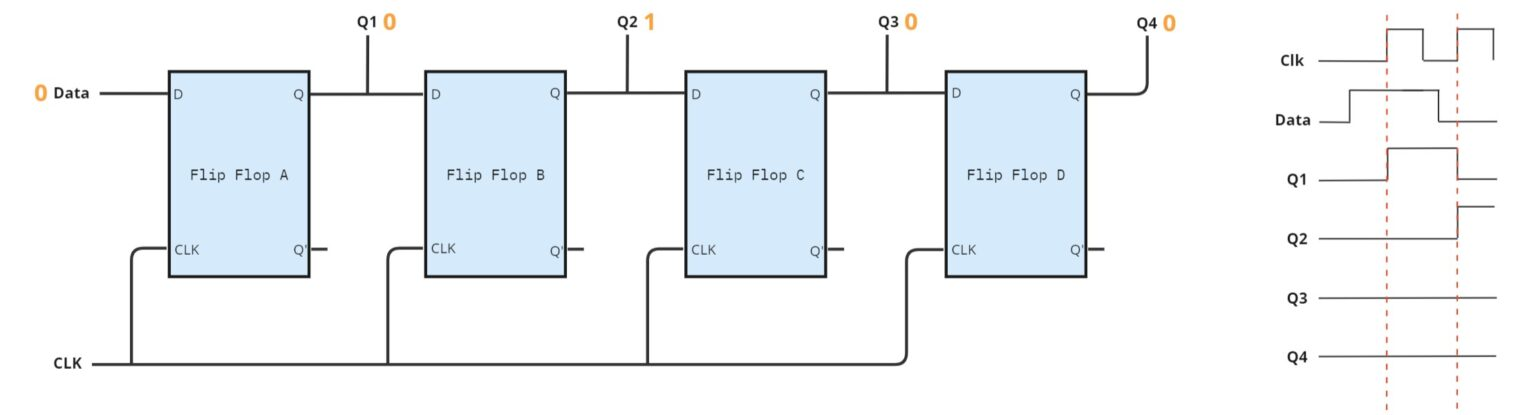 Q1 0
Q2 1
Q3 0
Q4 0
0 Data
D Q
Flip Flop A
CLK Q'
D Q
Flip Flop B
CLK Q'
D Q
Flip Flop C
CLK Q'
D Q
Flip Flop D
CLK Q'
CLK
Clk
Data
Q1
Q2
Q3
Q4